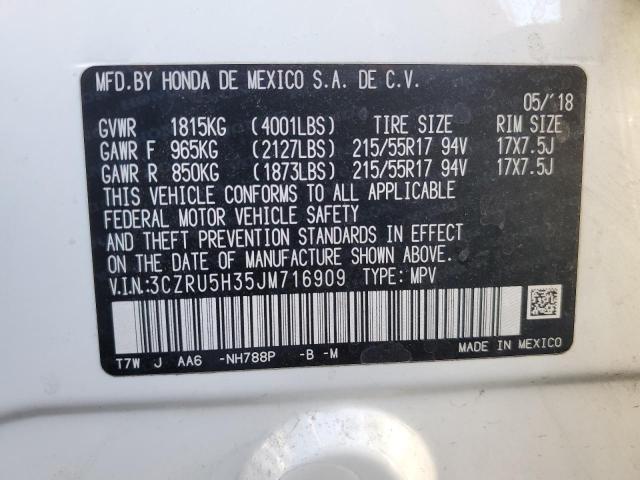 MFD.BY HONDA DE MEXICO S.A. DE C.V.
05/'18
GVWR 1815KG (4001LBS) TIRE SIZE RIM SIZE
GAWR F 965KG (2127LBS) 215/55R17 94V 17X7.5J
GAWR R 850KG (1873LBS) 215/55R17 94V 17X7.5J
THIS VEHICLE CONFORMS TO ALL APPLICABLE
FEDERAL MOTOR VEHICLE SAFETY
AND THEFT PREVENTION STANDARDS IN EFFECT
ON THE DATE OF MANUFACTURE SHOWN ABOVE.
V.I.N.:3CZRU5H35JM716909 TYPE: MPV
T7W J AA6 -NH788P -B -M MADE IN MEXICO